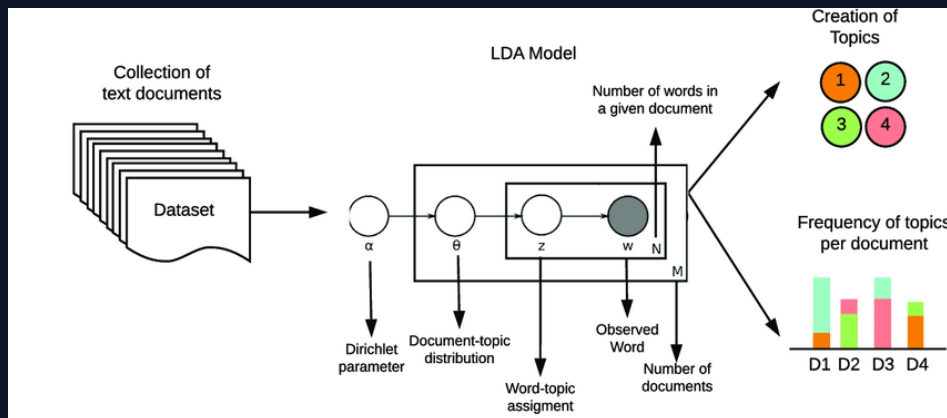 Creation of
Topics
LDA Model
Collection of
text documents
Number of words in
a given document
1
2
3
4
Dataset
α
θ
z
w
N
M
Frequency of topics
per document
Dirichlet
parameter
Document-topic
distribution
Word-topic
assigment
Observed
Word
Number of
documents
D1
D2
D3
D4